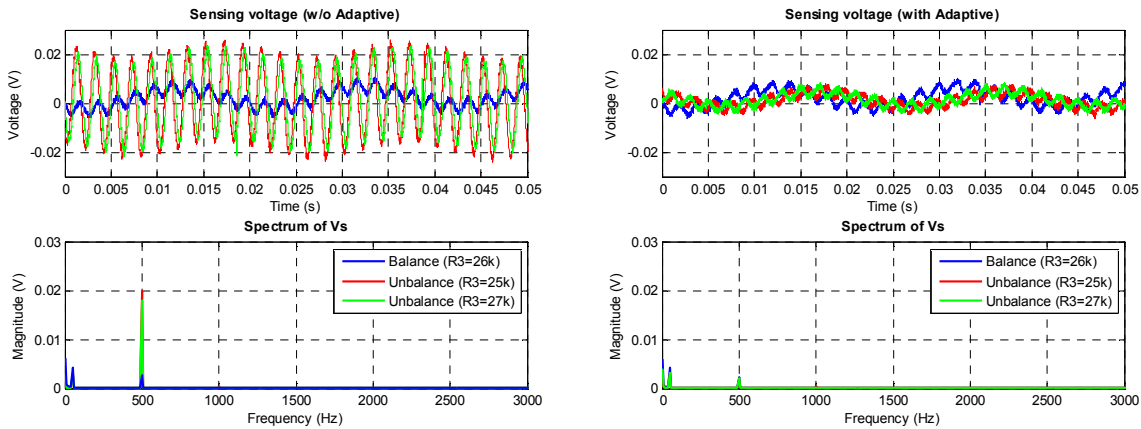 Sensing voltage (w/o Adaptive)
Voltage (V)
0.02
0
-0.02
0 0.005 0.01 0.015 0.02 0.025 0.03 0.035 0.04 0.045 0.05
Time (s)
Spectrum of Vs
Magnitude (V)
0.03
0.02
0.01
0
Balance (R3=26k)
Unbalance (R3=25k)
Unbalance (R3=27k)
0 500 1000 1500 2000 2500 3000
Frequency (Hz)
Sensing voltage (with Adaptive)
Voltage (V)
0.02
0
-0.02
0 0.005 0.01 0.015 0.02 0.025 0.03 0.035 0.04 0.045 0.05
Time (s)
Spectrum of Vs
Magnitude (V)
0.03
0.02
0.01
0
Balance (R3=26k)
Unbalance (R3=25k)
Unbalance (R3=27k)
0 500 1000 1500 2000 2500 3000
Frequency (Hz)